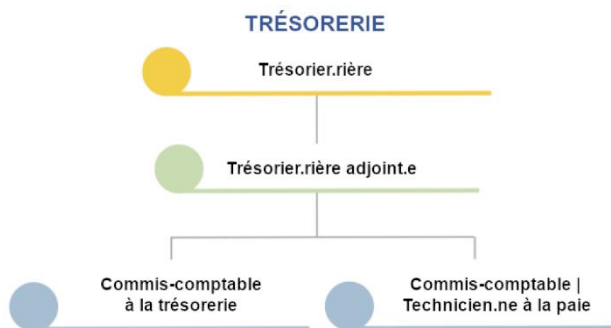 TRÉSORERIE
Trésorier.rière
Trésorier.rière adjoint.e
Commis-comptable
à la trésorerie
Commis-comptable |
Technicien.ne à la paie